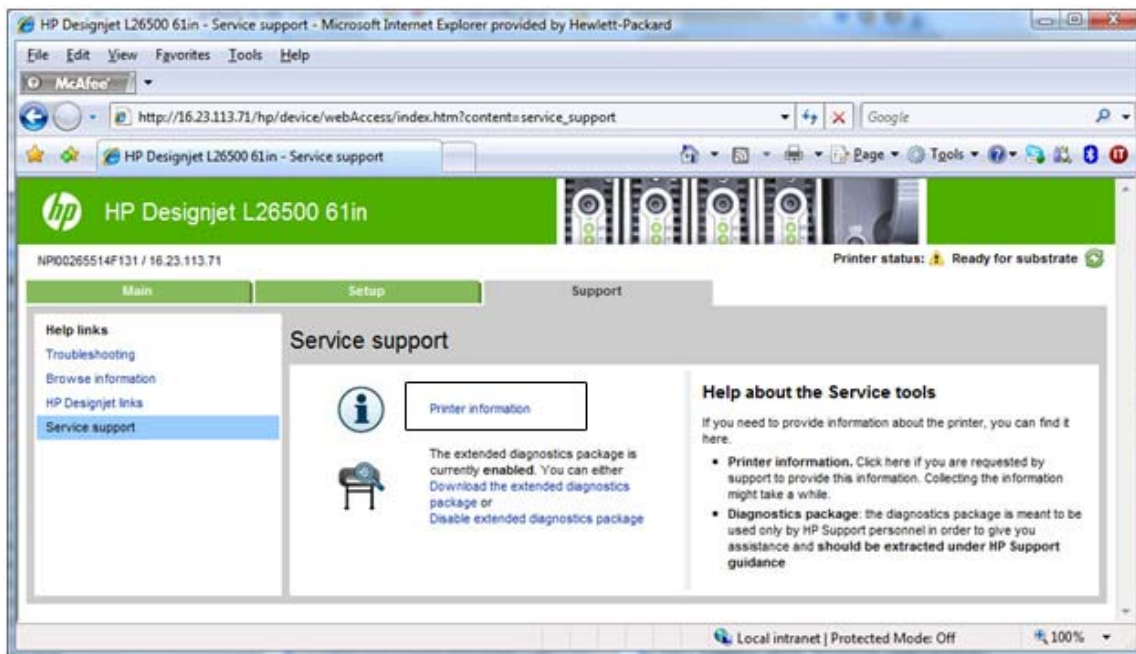 HP Designjet L26500 61in - Service support - Microsoft Internet Explorer provided by Hewlett-Packard
File Edit View Favorites Tools Help
McAfee
http://16.23.113.71/hp/device/webAccess/index.htm?content=service_support
Google
HP Designjet L26500 61in - Service support
Page Tools
hp
HP Designjet L26500 61in
NPI00265514F131 / 16.23.113.71
Printer status: Ready for substrate
Main
Setup
Support
Help links
Troubleshooting
Browse information
HP Designjet links
Service support
Service support
Printer information
The extended diagnostics package is
currently enabled. You can either
Download the extended diagnostics
package or
Disable extended diagnostics package
Help about the Service tools
If you need to provide information about the printer, you can find it
here.
• Printer information. Click here if you are requested by
support to provide this information. Collecting the information
might take a while.
• Diagnostics package: the diagnostics package is meant to be
used only by HP Support personnel in order to give you
assistance and should be extracted under HP Support
guidance
Local intranet | Protected Mode: Off
100%